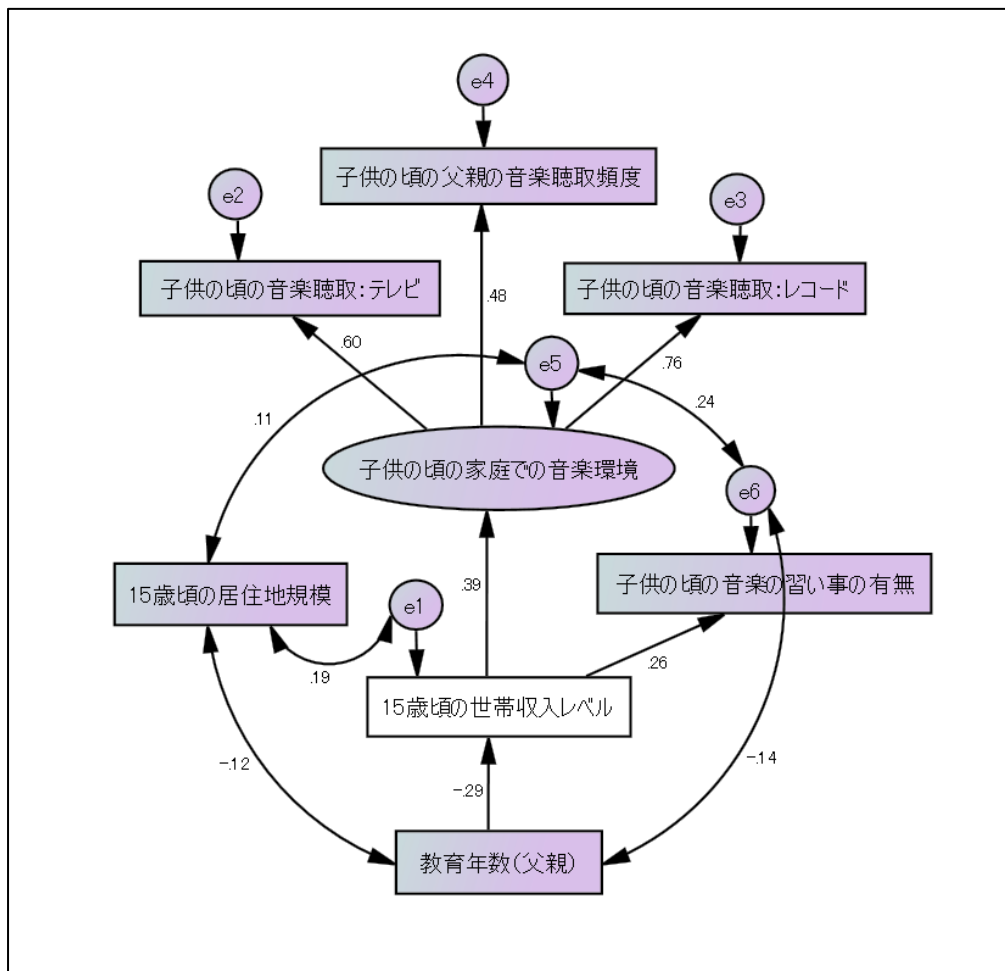 e4
子供の頃の父親の音楽聴取頻度
e2
e3
子供の頃の音楽聴取:テレビ
子供の頃の音楽聴取:レコード
.48
.60
.76
e5
.24
.11
子供の頃の家庭での音楽環境
e6
15歳頃の居住地規模
子供の頃の音楽の習い事の有無
e1
.39
.19
.26
15歳頃の世帯収入レベル
-.12
-.14
-.29
教育年数(父親)